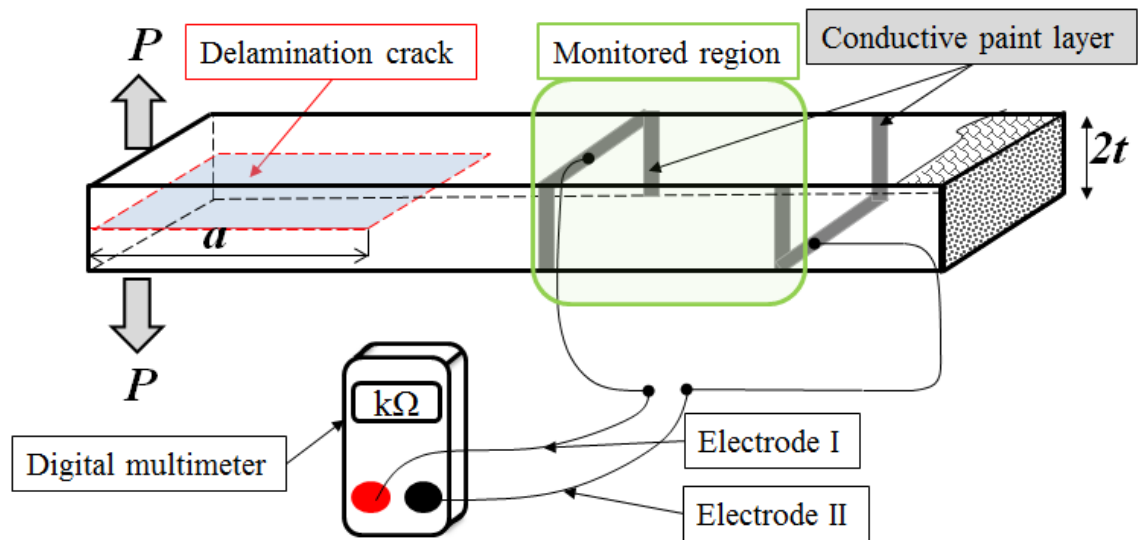 P
Delamination crack
Monitored region
Conductive paint layer
2t
a
P
kΩ
Digital multimeter
Electrode I
Electrode II